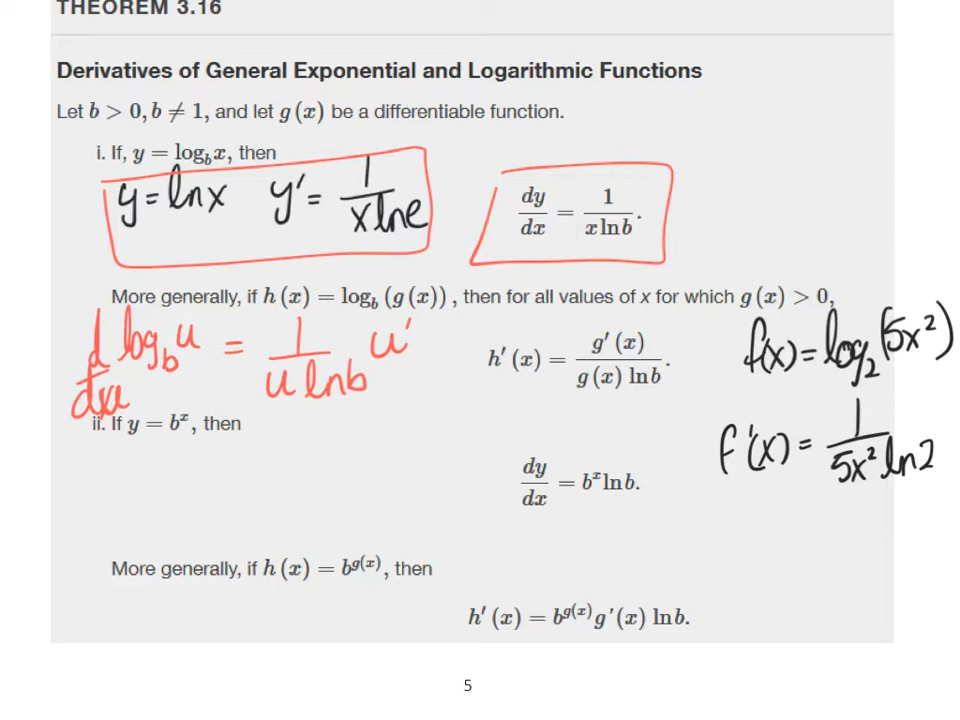 THEOREM 3.16
Derivatives of General Exponential and Logarithmic Functions
Let b > 0, b ≠ 1, and let g (x) be a differentiable function.
i. If, y = log_b x, then
y = ln x   y' = 1/(x ln e)
dy/dx = 1/(x ln b).
More generally, if h (x) = log_b (g (x)), then for all values of x for which g (x) > 0,
d/dx log_b u = 1/(u ln b) u'
h' (x) = g' (x)/(g (x) ln b).
f(x) = log_2 (5x²)
ii. If y = b^x, then
f'(x) = 1/(5x² ln 2)
dy/dx = b^x ln b.
More generally, if h (x) = b^g(x), then
h' (x) = b^g(x) g' (x) ln b.
5